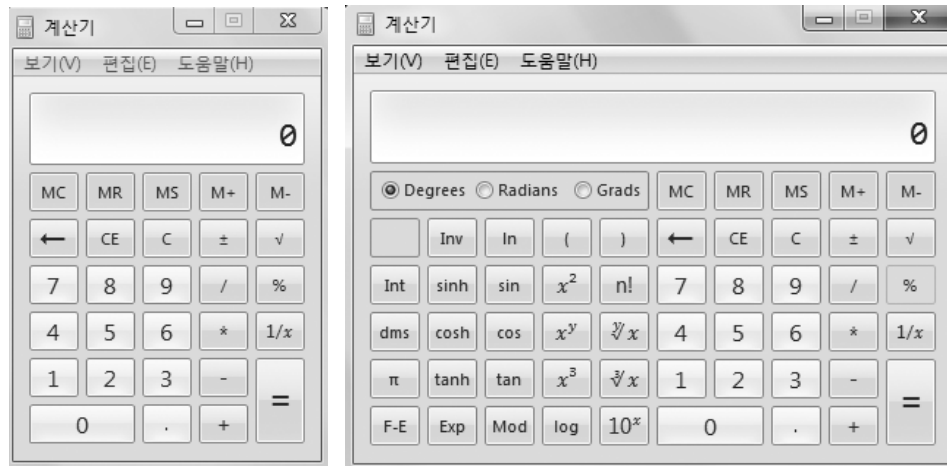 계산기
보기(V) 편집(E) 도움말(H)
0
MC MR MS M+ M-
← CE C ± √
7 8 9 / %
4 5 6 * 1/x
1 2 3 - =
0 . +
계산기
보기(V) 편집(E) 도움말(H)
0
Degrees Radians Grads MC MR MS M+ M-
Inv ln ( ) ← CE C ± √
Int sinh sin x² n! 7 8 9 / %
dms cosh cos xʸ ʸ√x 4 5 6 * 1/x
π tanh tan x³ ³√x 1 2 3 - =
F-E Exp Mod log 10ˣ 0 . +